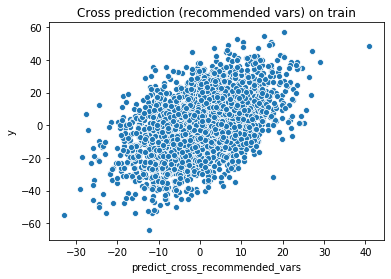 Cross prediction (recommended vars) on train
60
40
20
0
−20
−40
−60
y
−30 −20 −10 0 10 20 30 40
predict_cross_recommended_vars